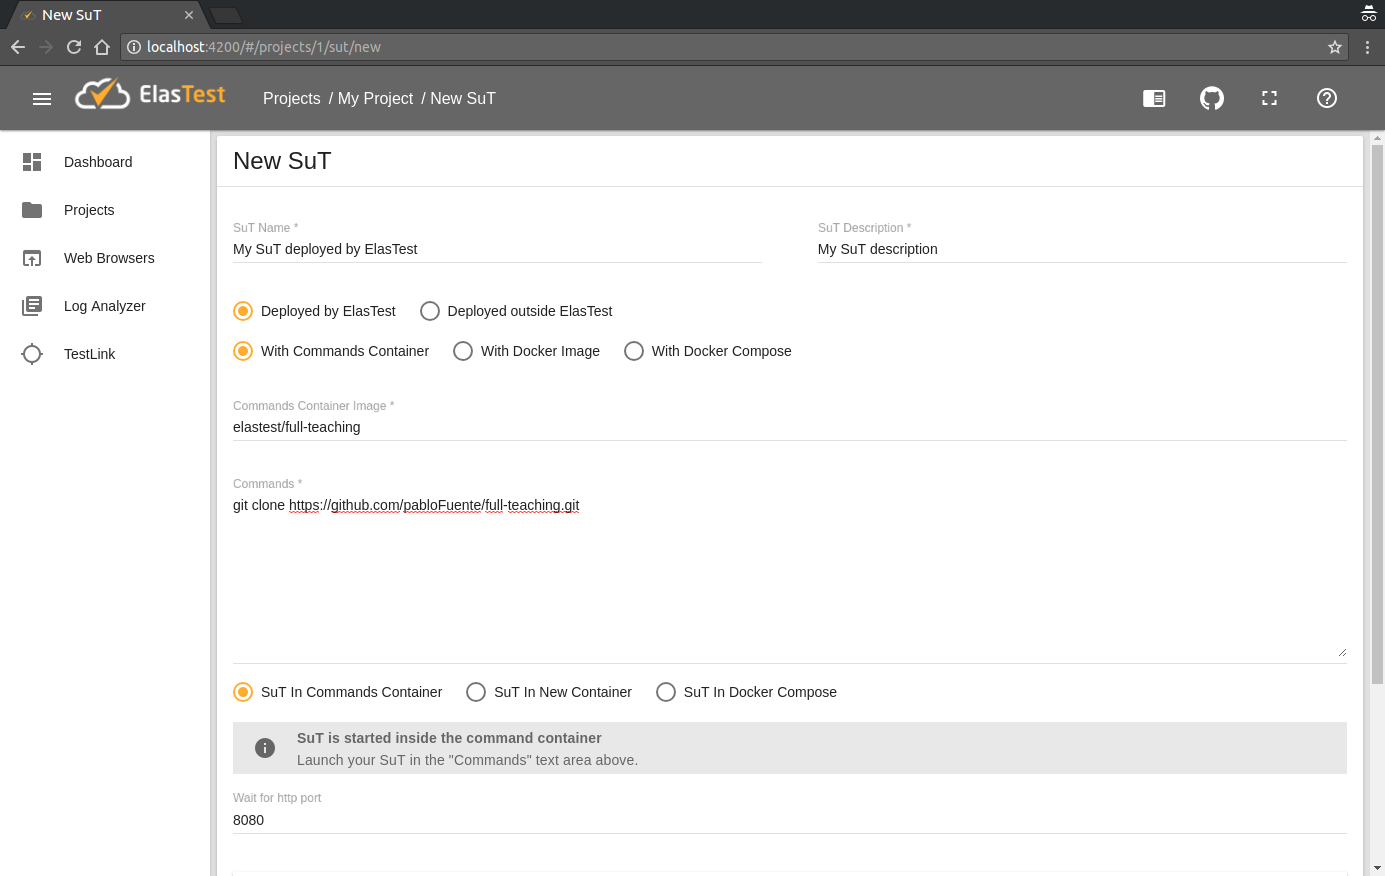 New SuT
localhost:4200/#/projects/1/sut/new
ElasTest
Projects / My Project / New SuT
Dashboard
Projects
Web Browsers
Log Analyzer
TestLink
New SuT
SuT Name *
My SuT deployed by ElasTest
SuT Description *
My SuT description
Deployed by ElasTest
Deployed outside ElasTest
With Commands Container
With Docker Image
With Docker Compose
Commands Container Image *
elastest/full-teaching
Commands *
git clone https://github.com/pabloFuente/full-teaching.git
SuT In Commands Container
SuT In New Container
SuT In Docker Compose
SuT is started inside the command container
Launch your SuT in the "Commands" text area above.
Wait for http port
8080